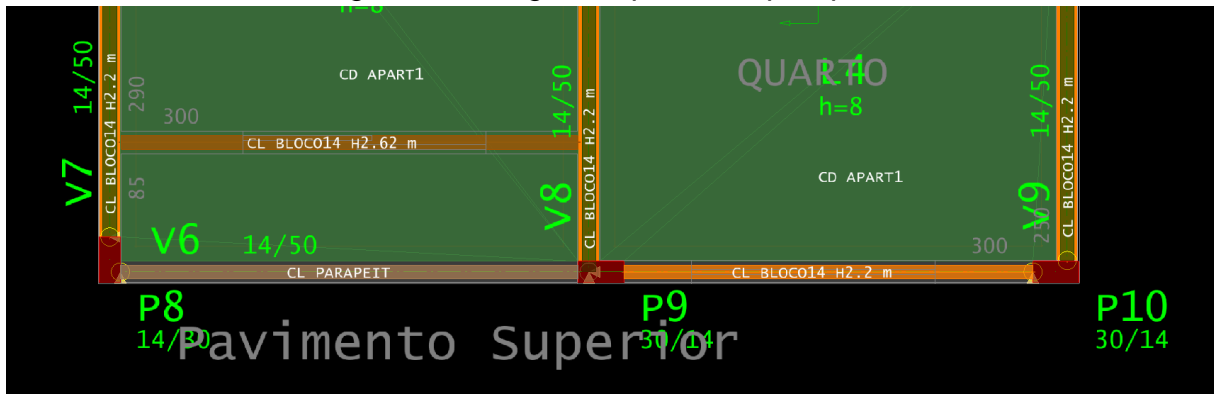 h=8
14/50
CL BLOCO14 H2.2 m
290
300
CD APART1
14/50
CL BLOCO14 H2.2 m
QUARTO
L4
h=8
14/50
CL BLOCO14 H2.2 m
CL BLOCO14 H2.62 m
CD APART1
V7
85
V8
V9
250
V6
14/50
300
CL PARAPEIT
CL BLOCO14 H2.2 m
P8
14/30
P9
30/14
P10
30/14
Pavimento Superior